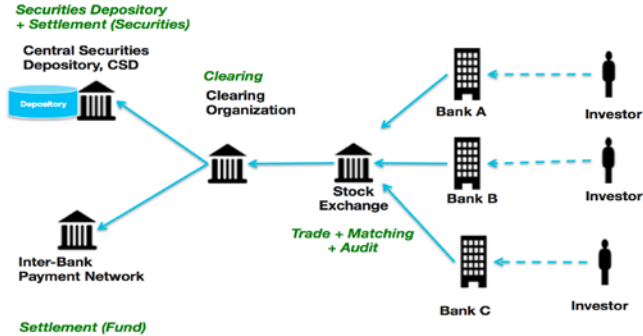 Securities Depository
+ Settlement (Securities)
Central Securities
Depository, CSD
Depository
Clearing
Clearing
Organization
Bank A
Investor
Stock
Exchange
Bank B
Investor
Trade + Matching
+ Audit
Inter-Bank
Payment Network
Bank C
Investor
Settlement (Fund)